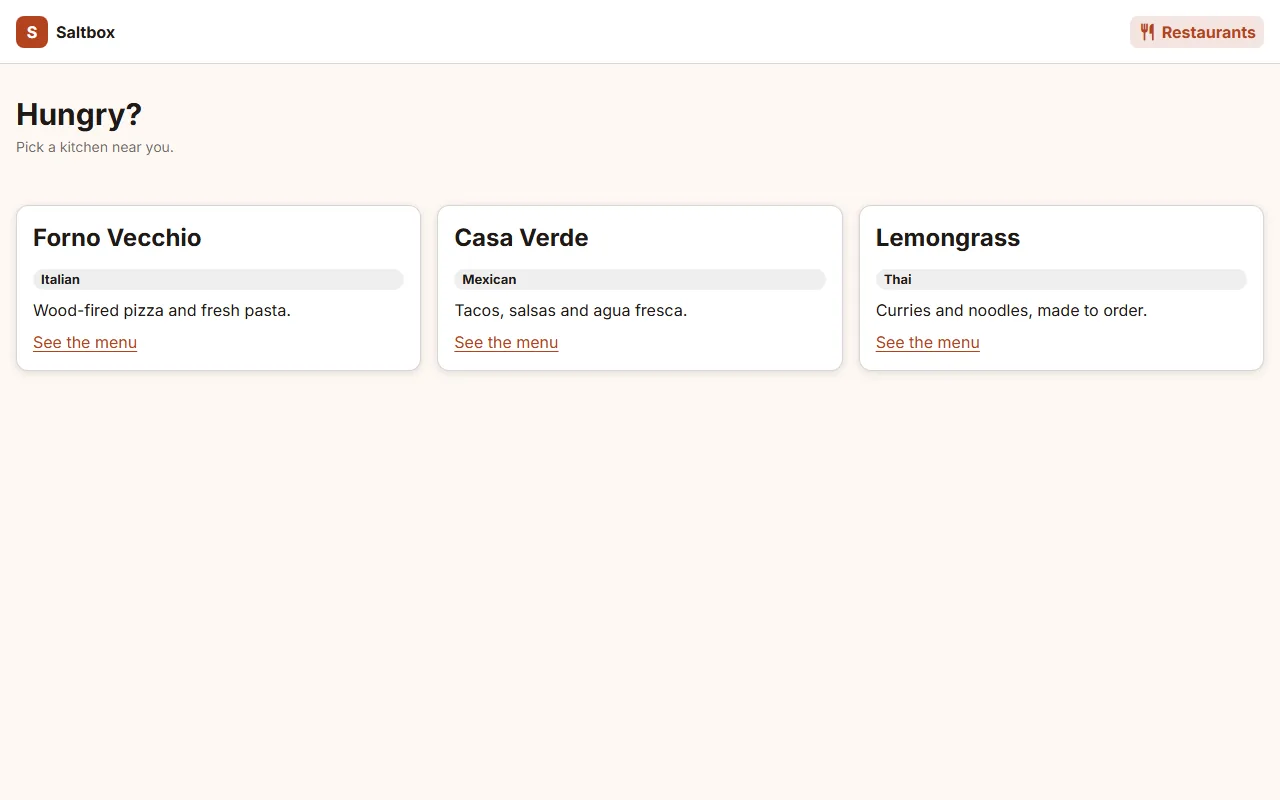 S Saltbox
Restaurants
Hungry?
Pick a kitchen near you.
Forno Vecchio
Italian
Wood-fired pizza and fresh pasta.
See the menu
Casa Verde
Mexican
Tacos, salsas and agua fresca.
See the menu
Lemongrass
Thai
Curries and noodles, made to order.
See the menu